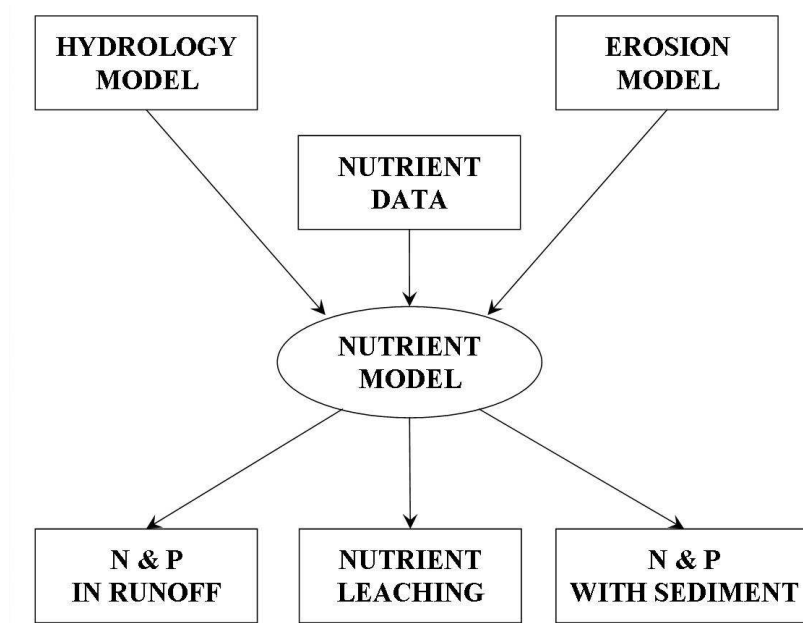 HYDROLOGY
MODEL
EROSION
MODEL
NUTRIENT
DATA
NUTRIENT
MODEL
N & P
IN RUNOFF
NUTRIENT
LEACHING
N & P
WITH SEDIMENT